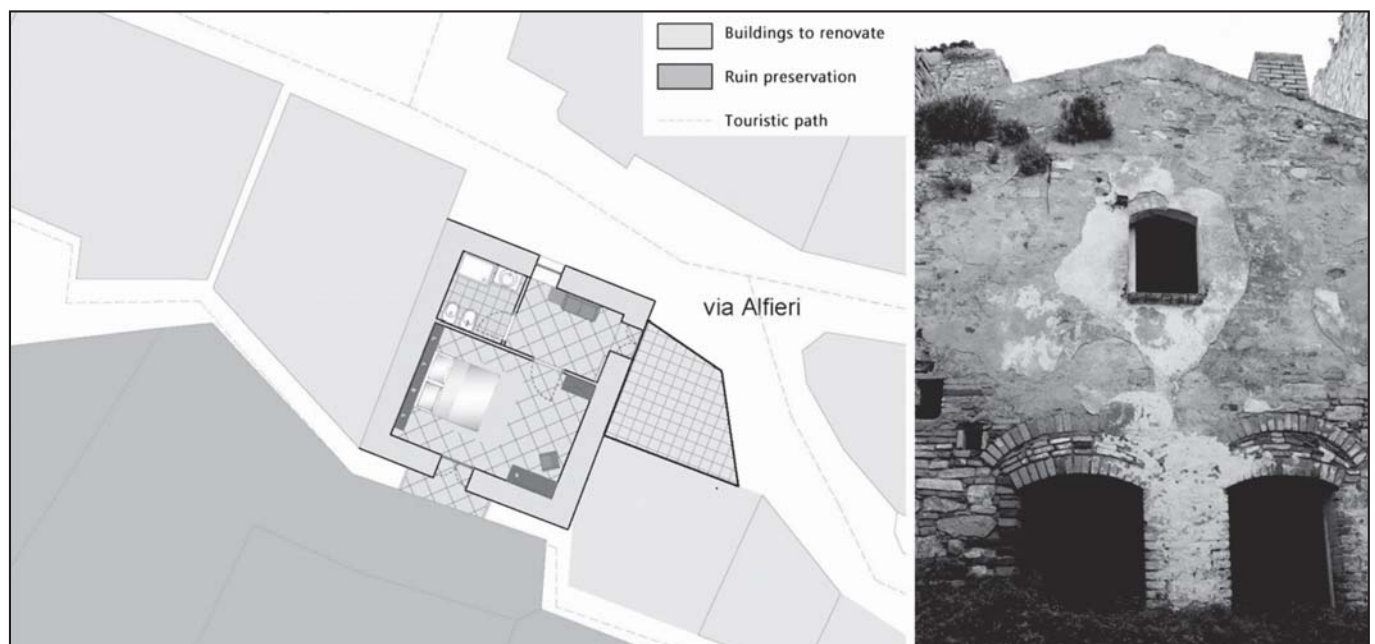 Buildings to renovate
Ruin preservation
Touristic path
via Alfieri